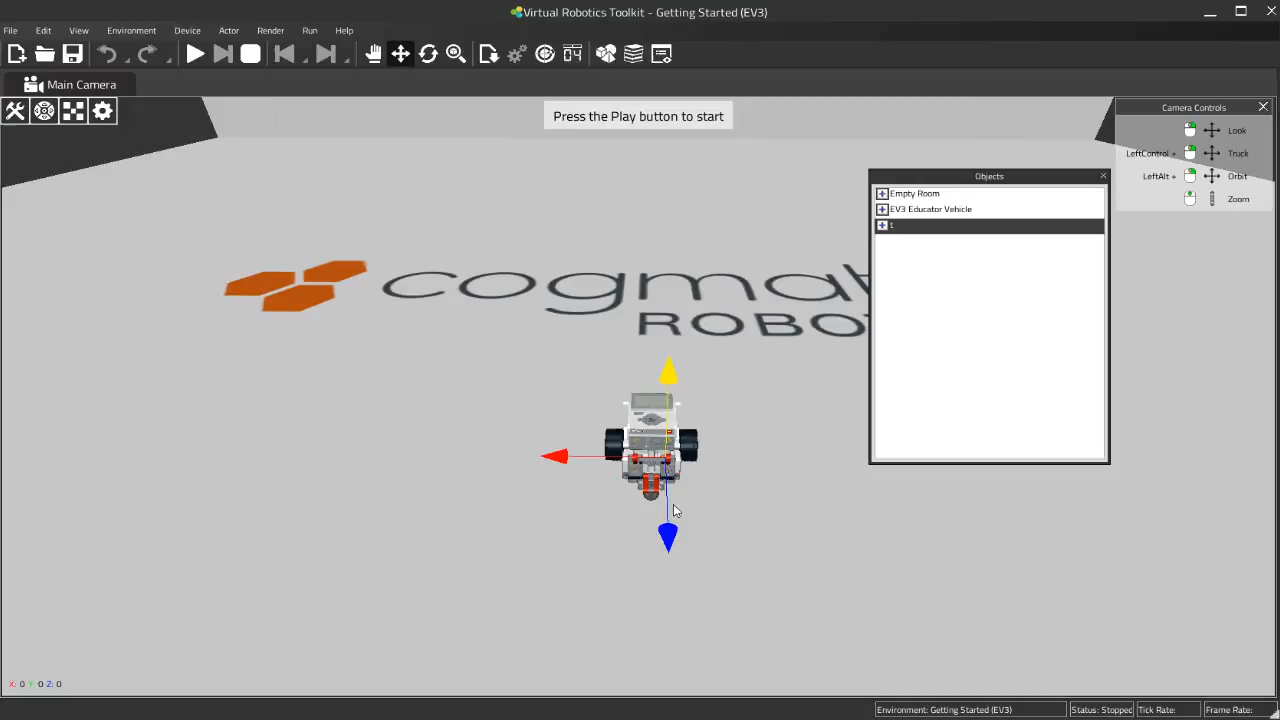 Virtual Robotics Toolkit - Getting Started (EV3)
File Edit View Environment Device Actor Render Run Help
04
Main Camera
Press the Play button to start
Camera Controls
Look
LeftControl + Truck
LeftAlt + Orbit
Zoom
Objects
Empty Room
EV3 Educator Vehicle
cogma
ROBO
X: 0 Y: 0 Z: 0
Environment: Getting Started (EV3) Status: Stopped Tick Rate: Frame Rate: